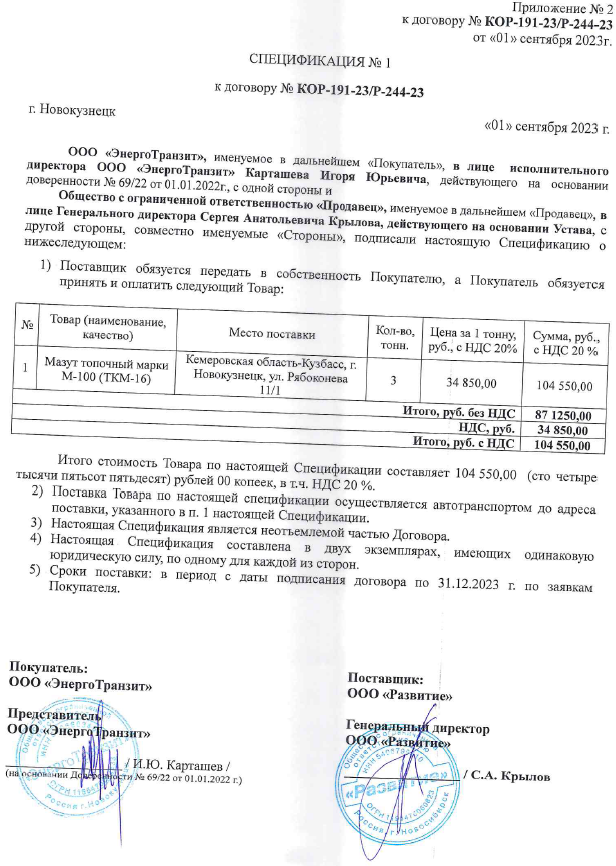 Приложение № 2
к договору № КОР-191-23/Р-244-23
от «01» сентября 2023г.
СПЕЦИФИКАЦИЯ № 1
к договору № КОР-191-23/Р-244-23
г. Новокузнецк
«01» сентября 2023 г.
ООО «ЭнергоТранзит», именуемое в дальнейшем «Покупатель», в лице исполнительного
директора ООО «ЭнергоТранзит» Карташева Игоря Юрьевича, действующего на основании
доверенности № 69/22 от 01.01.2022г., с одной стороны и
Общество с ограниченной ответственностью «Продавец», именуемое в дальнейшем «Продавец», в
лице Генерального директора Сергея Анатольевича Крылова, действующего на основании Устава, с
другой стороны, совместно именуемые «Стороны», подписали настоящую Спецификацию о
нижеследующем:
1) Поставщик обязуется передать в собственность Покупателю, а Покупатель обязуется
принять и оплатить следующий Товар:
№ Товар (наименование, качество) Место поставки Кол-во, тонн. Цена за 1 тонну, руб., с НДС 20% Сумма, руб., с НДС 20 %
1 Мазут топочный марки М-100 (ТКМ-16) Кемеровская область-Кузбасс, г. Новокузнецк, ул. Рябоконева 11/1 3 34 850,00 104 550,00
Итого, руб. без НДС 87 1250,00
НДС, руб. 34 850,00
Итого, руб. с НДС 104 550,00
Итого стоимость Товара по настоящей Спецификации составляет 104 550,00 (сто четыре
тысячи пятьсот пятьдесят) рублей 00 копеек, в т.ч. НДС 20 %.
2) Поставка Товара по настоящей спецификации осуществляется автотранспортом до адреса
поставки, указанного в п. 1 настоящей Спецификации.
3) Настоящая Спецификация является неотъемлемой частью Договора.
4) Настоящая Спецификация составлена в двух экземплярах, имеющих одинаковую
юридическую силу, по одному для каждой из сторон.
5) Сроки поставки: в период с даты подписания договора по 31.12.2023 г. по заявкам
Покупателя.
Покупатель:
ООО «ЭнергоТранзит»
Представитель
ООО «ЭнергоТранзит»
/ И.Ю. Карташев /
(на основании Доверенности № 69/22 от 01.01.2022 г.)
Поставщик:
ООО «Развитие»
Генеральный директор
ООО «Развитие»
/ С.А. Крылов
«Развитие»
Россия, г. Новосибирск